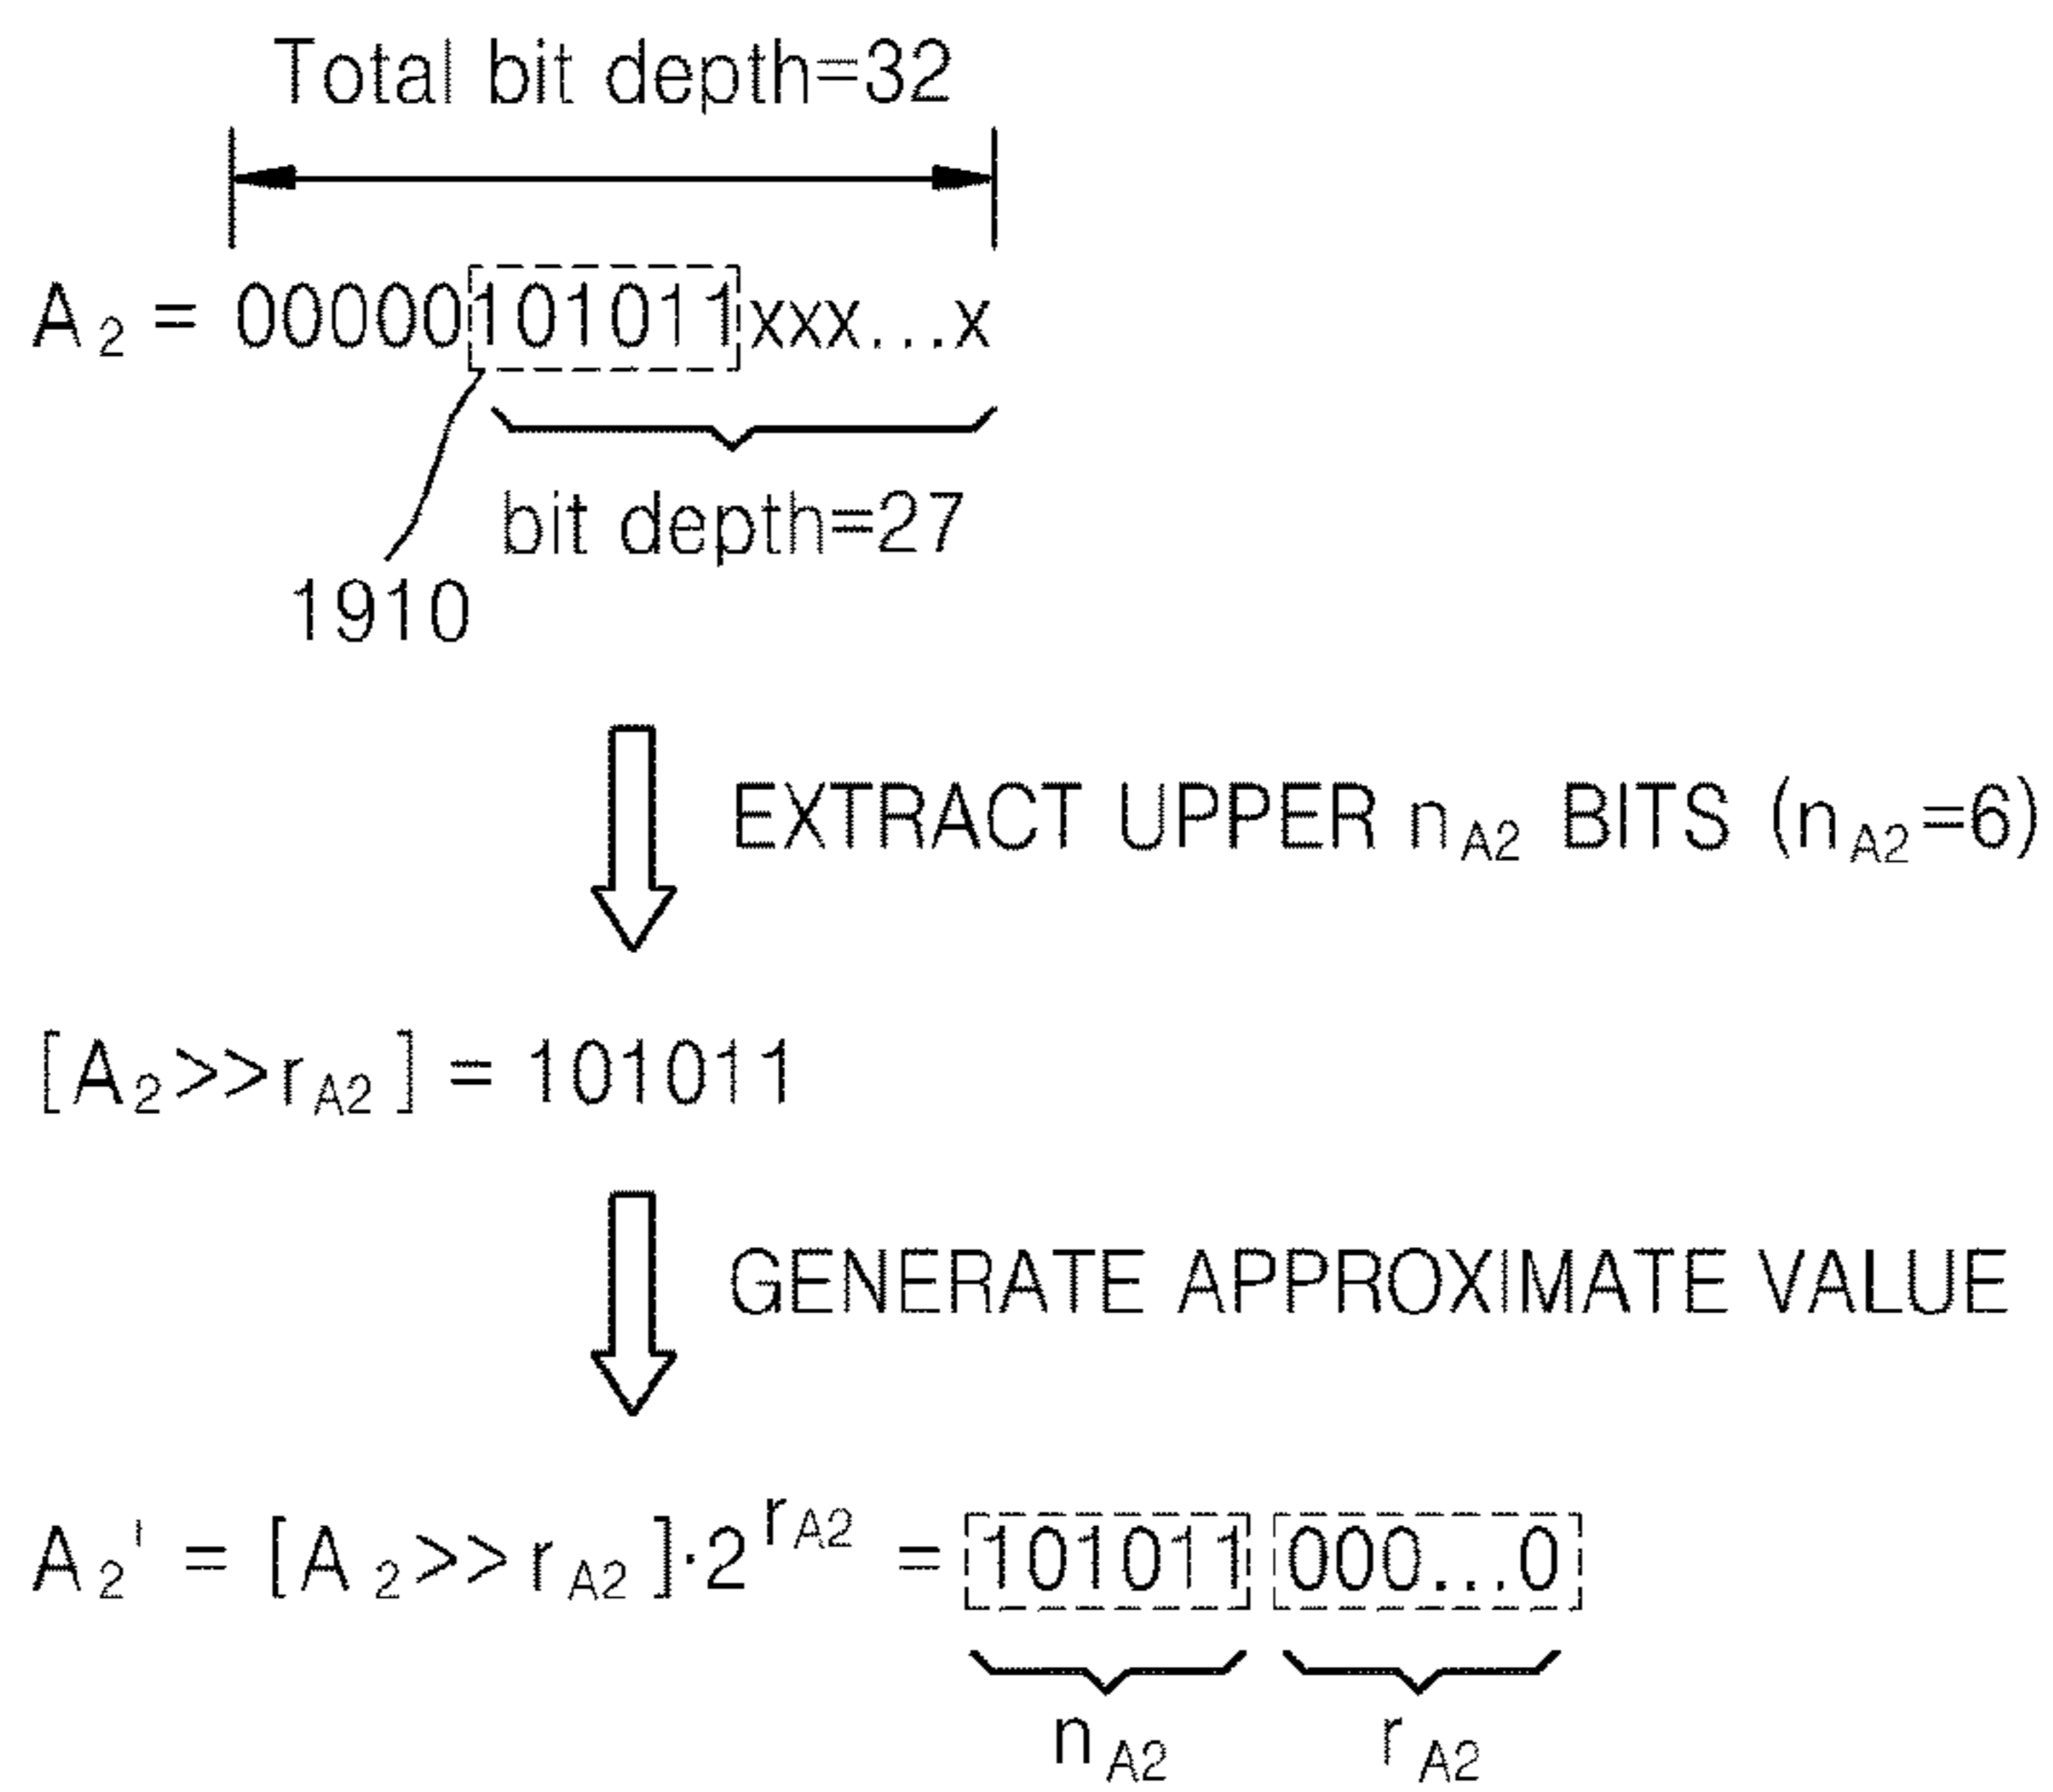 Total bit depth=32
A2 = 00000101011xxx...x
bit depth=27
1910
EXTRACT UPPER nA2 BITS (nA2=6)
[A2>>rA2] = 101011
GENERATE APPROXIMATE VALUE
A2' = [A2>>rA2]·2^rA2 = 101011 000...0
nA2 rA2